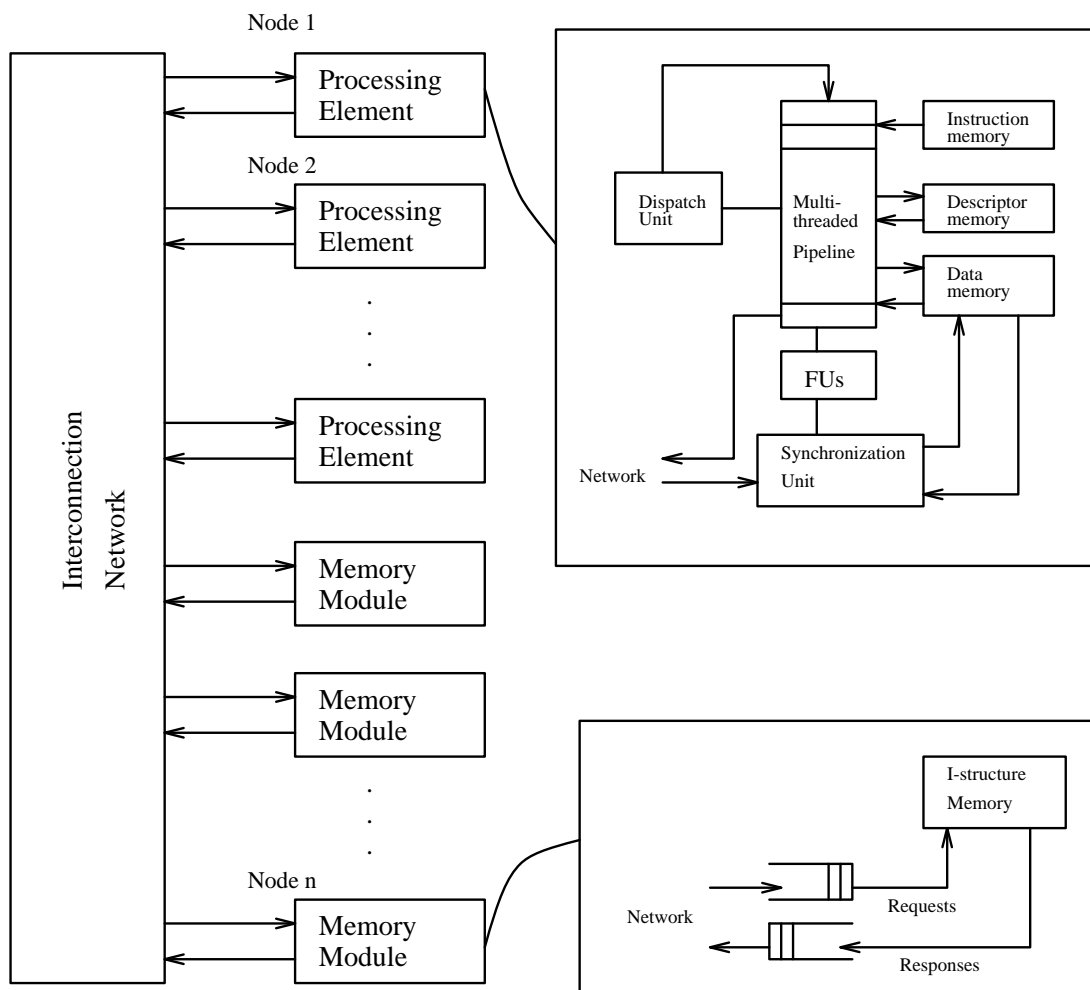 Node 1
Processing
Element
Node 2
Processing
Element
Processing
Element
Memory
Module
Memory
Module
Node n
Memory
Module
Interconnection
Network
Dispatch
Unit
Multi-
threaded
Pipeline
Instruction
memory
Descriptor
memory
Data
memory
FUs
Synchronization
Unit
Network
I-structure
Memory
Requests
Network
Responses